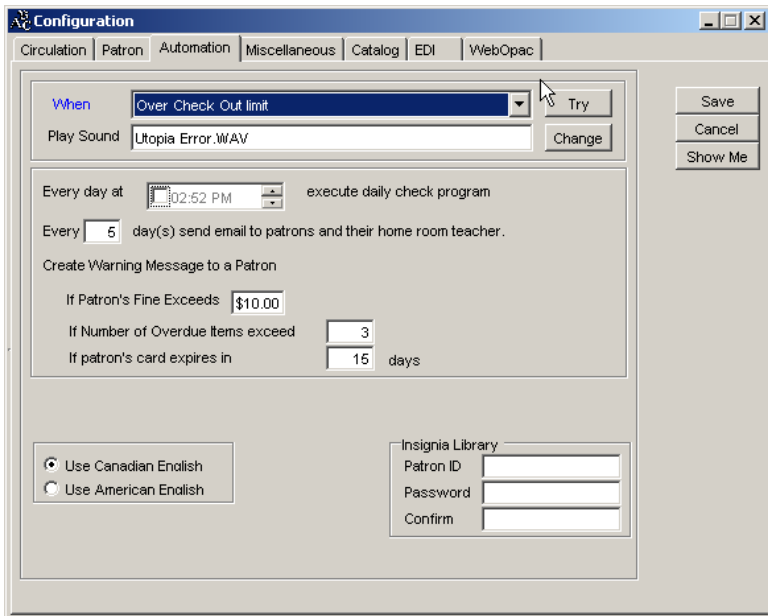 Configuration
Circulation Patron Automation Miscellaneous Catalog EDI WebOpac
When Over Check Out limit Try Save
Play Sound Utopia Error.WAV Change Cancel
Show Me
Every day at 02:52 PM execute daily check program
Every 5 day(s) send email to patrons and their home room teacher.
Create Warning Message to a Patron
If Patron's Fine Exceeds $10.00
If Number of Overdue Items exceed 3
If patron's card expires in 15 days
Insignia Library
Use Canadian English Patron ID
Use American English Password
Confirm